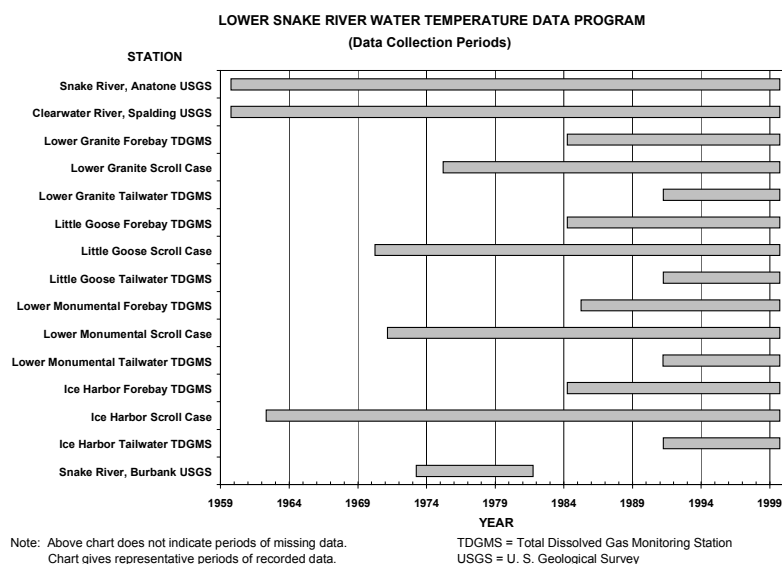 LOWER SNAKE RIVER WATER TEMPERATURE DATA PROGRAM
(Data Collection Periods)
STATION
Snake River, Anatone USGS
Clearwater River, Spalding USGS
Lower Granite Forebay TDGMS
Lower Granite Scroll Case
Lower Granite Tailwater TDGMS
Little Goose Forebay TDGMS
Little Goose Scroll Case
Little Goose Tailwater TDGMS
Lower Monumental Forebay TDGMS
Lower Monumental Scroll Case
Lower Monumental Tailwater TDGMS
Ice Harbor Forebay TDGMS
Ice Harbor Scroll Case
Ice Harbor Tailwater TDGMS
Snake River, Burbank USGS
1959 1964 1969 1974 1979 1984 1989 1994 1999
YEAR
Note: Above chart does not indicate periods of missing data.
Chart gives representative periods of recorded data.
TDGMS = Total Dissolved Gas Monitoring Station
USGS = U. S. Geological Survey